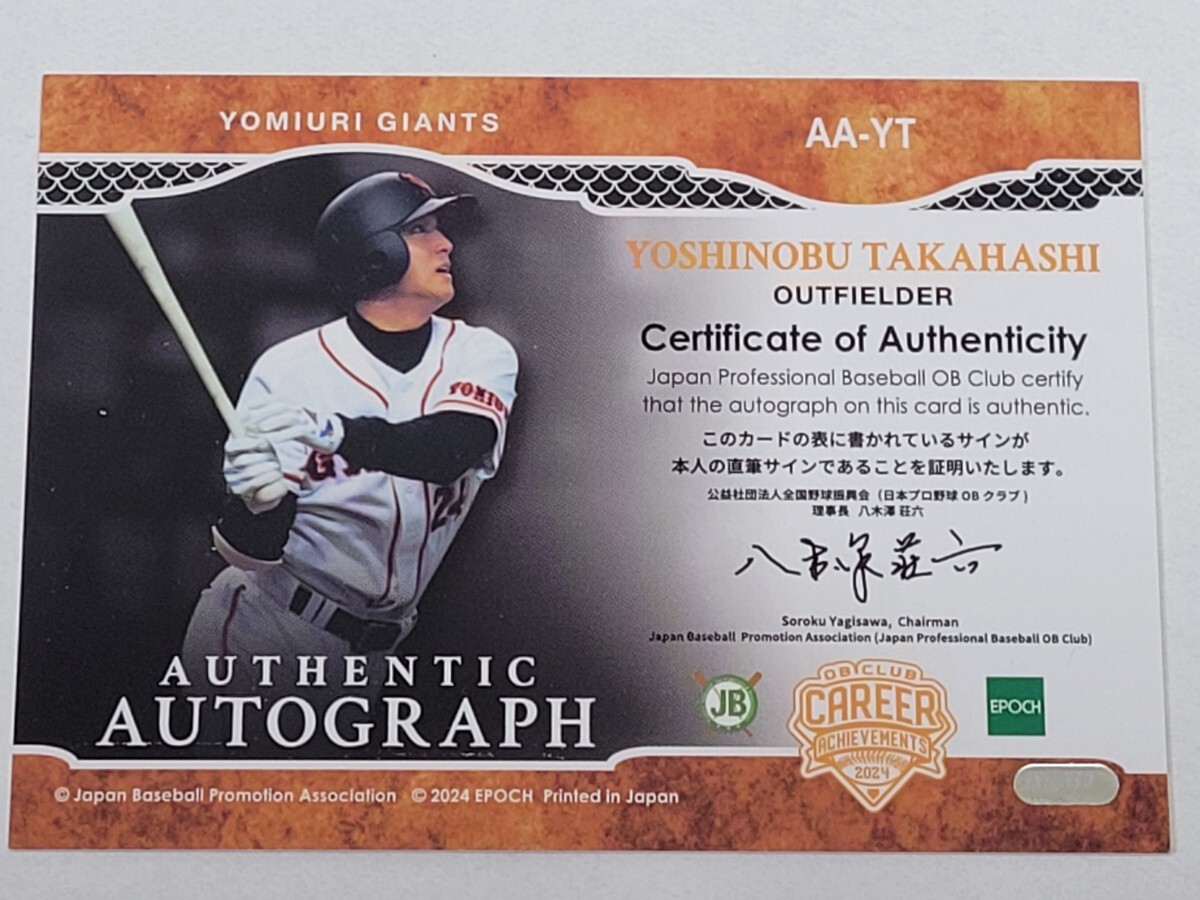 YOMIURI GIANTS
AA-YT
YOSHINOBU TAKAHASHI
OUTFIELDER
Certificate of Authenticity
Japan Professional Baseball OB Club certify
that the autograph on this card is authentic.
このカードの表に書かれているサインが
本人の直筆サインであることを証明いたします。
公益社団法人全国野球振興会（日本プロ野球OBクラブ）
理事長 八木澤 荘六
八木澤荘六
Soroku Yagisawa, Chairman
Japan Baseball Promotion Association (Japan Professional Baseball OB Club)
AUTHENTIC
AUTOGRAPH
JB
OB CLUB
CAREER
ACHIEVEMENTS
2024
EPOCH
© Japan Baseball Promotion Association © 2024 EPOCH Printed in Japan